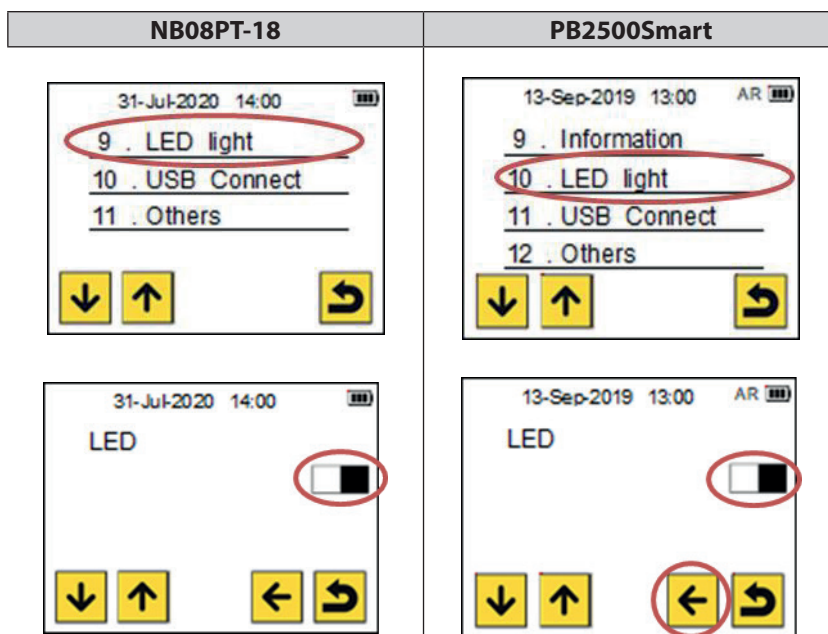 NB08PT-18
PB2500Smart
31-Jul-2020 14:00
9 . LED light
10 . USB Connect
11 . Others
13-Sep-2019 13:00 AR
9 . Information
10 . LED light
11 . USB Connect
12 . Others
31-Jul-2020 14:00
LED
13-Sep-2019 13:00 AR
LED